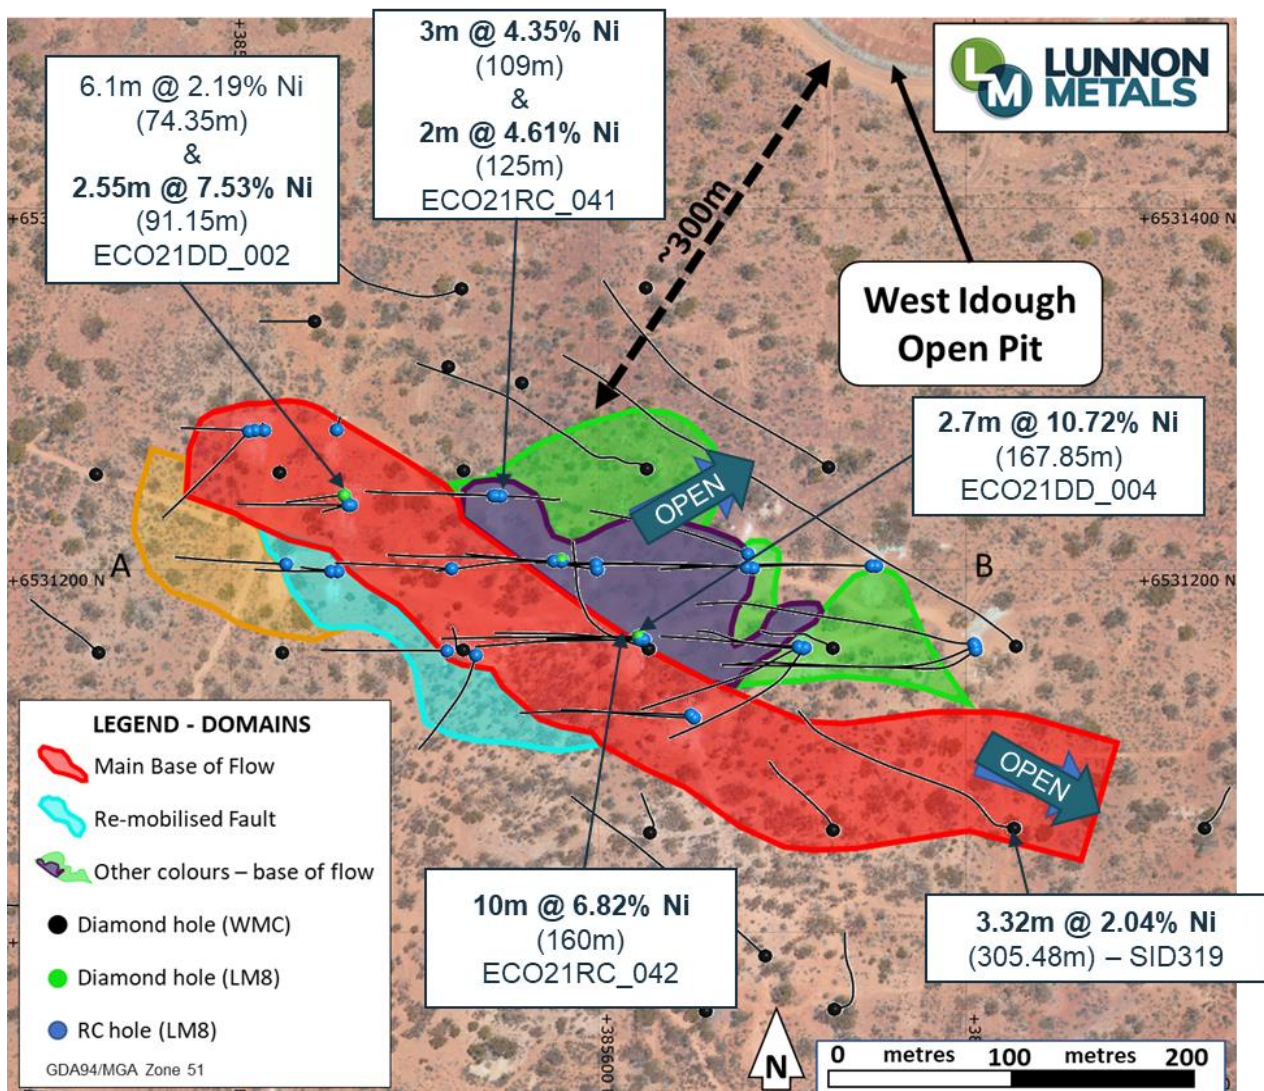 3m @ 4.35% Ni
(109m)
&
2m @ 4.61% Ni
(125m)
ECO21RC_041
6.1m @ 2.19% Ni
(74.35m)
&
2.55m @ 7.53% Ni
(91.15m)
ECO21DD_002
LM
LUNNON
METALS
+6531400 N
~300m
West Idough
Open Pit
2.7m @ 10.72% Ni
(167.85m)
ECO21DD_004
OPEN
A
B
+6531200 N
+6531200 N
OPEN
LEGEND - DOMAINS
Main Base of Flow
Re-mobilised Fault
Other colours – base of flow
Diamond hole (WMC)
Diamond hole (LM8)
RC hole (LM8)
GDA94/MGA Zone 51
10m @ 6.82% Ni
(160m)
ECO21RC_042
3.32m @ 2.04% Ni
(305.48m) – SID319
+385600
N
0 metres 100 metres 200